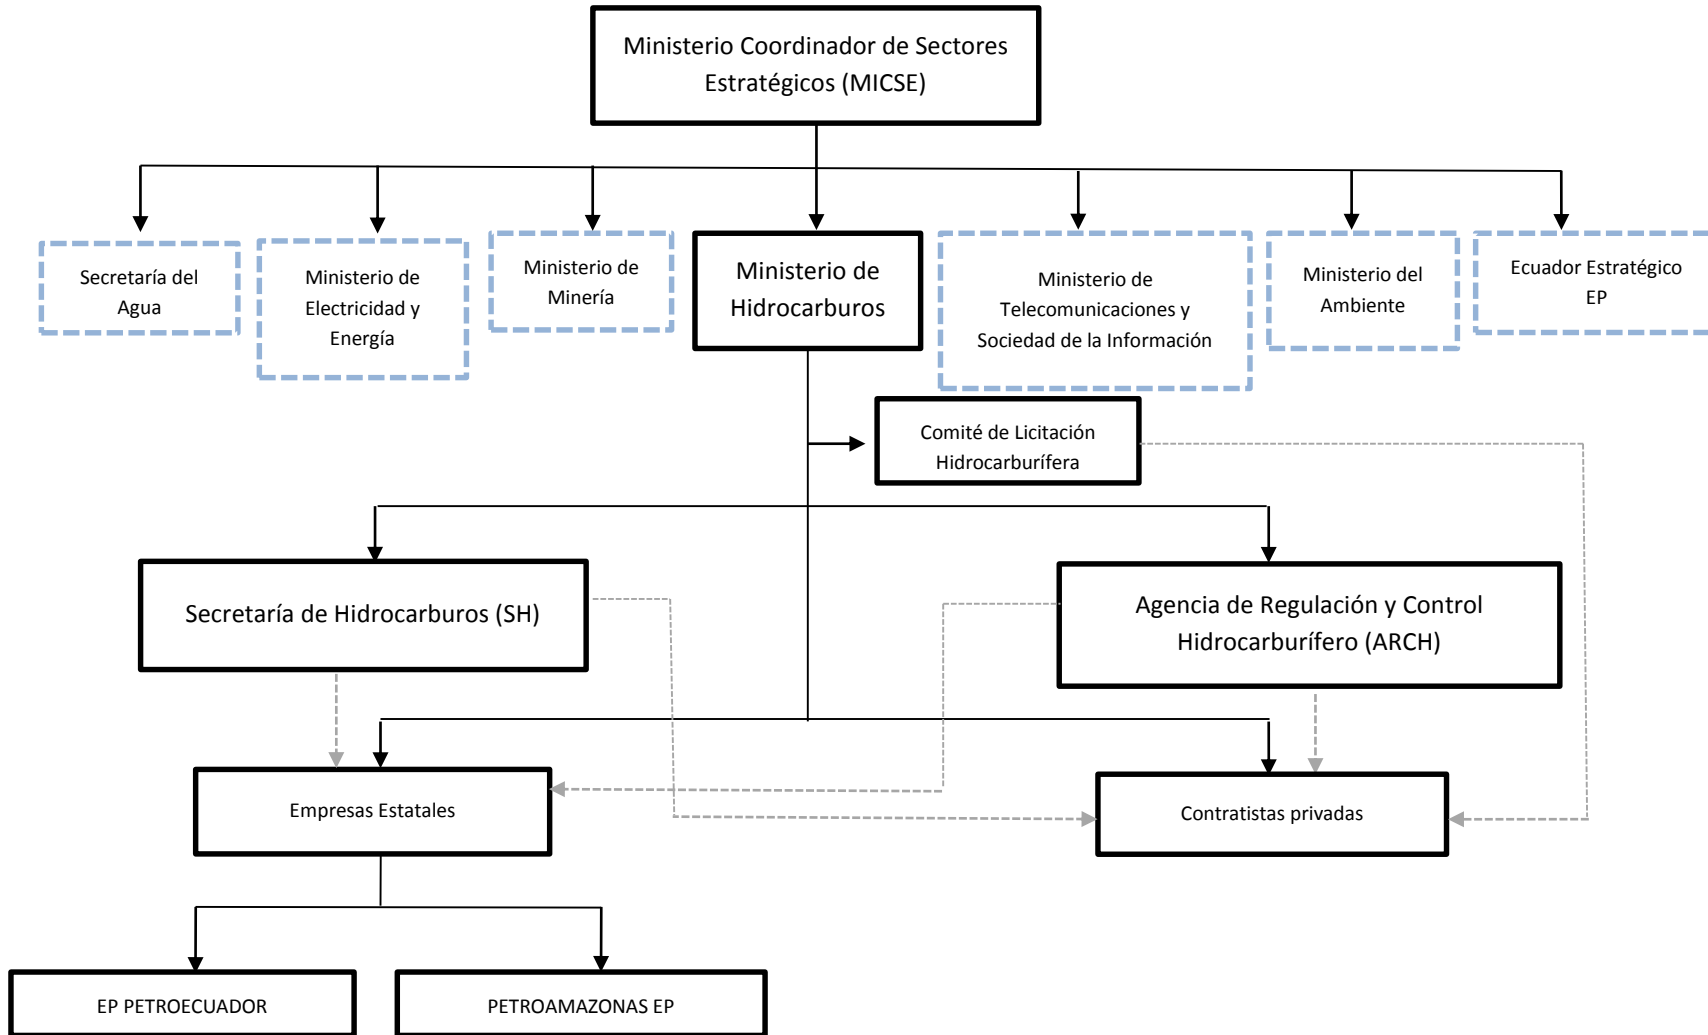 Ministerio Coordinador de Sectores
Estratégicos (MICSE)
Secretaría del
Agua
Ministerio de
Electricidad y
Energía
Ministerio de
Minería
Ministerio de
Hidrocarburos
Ministerio de
Telecomunicaciones y
Sociedad de la Información
Ministerio del
Ambiente
Ecuador Estratégico
EP
Comité de Licitación
Hidrocarburífera
Secretaría de Hidrocarburos (SH)
Agencia de Regulación y Control
Hidrocarburífero (ARCH)
Empresas Estatales
Contratistas privadas
EP PETROECUADOR
PETROAMAZONAS EP